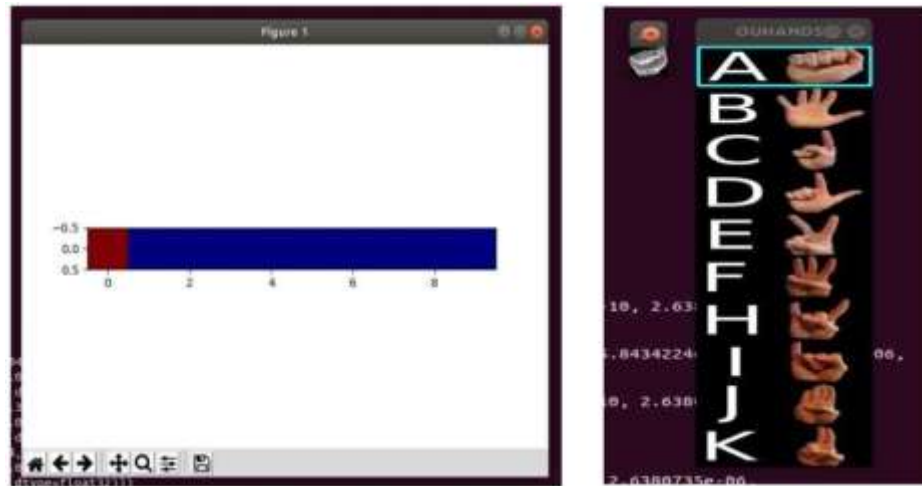 Figure 1
-0.5
0.0
0.5
0 2 4 6 8
dtype=float32)])
OUHANDS
A
B
C
D
E
F
H
I
J
K
-10, 2.63
.8434224 06,
10, 2.638
2.6380735e-06